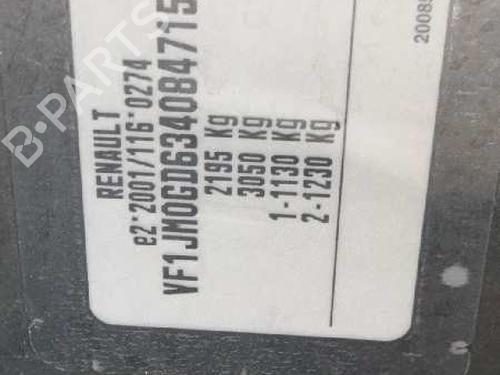 RENAULT
e2*2001/116*0274
VF1JM0GD634084715
2195 Kg
3050 Kg
1-1130 Kg
2-1230 Kg
B-PARTS